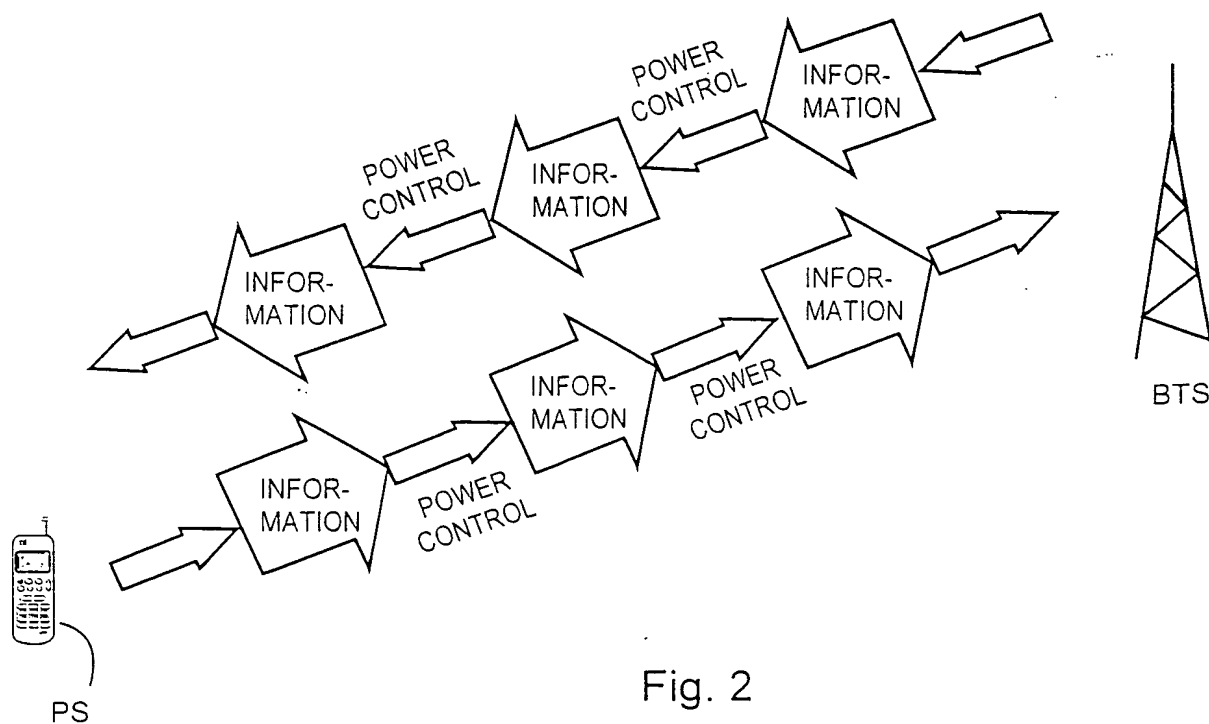 POWER
CONTROL
INFOR-
MATION
POWER
CONTROL
INFOR-
MATION
INFOR-
MATION
INFOR-
MATION
INFOR-
MATION
POWER
CONTROL
BTS
INFOR-
MATION
POWER
CONTROL
PS
Fig. 2